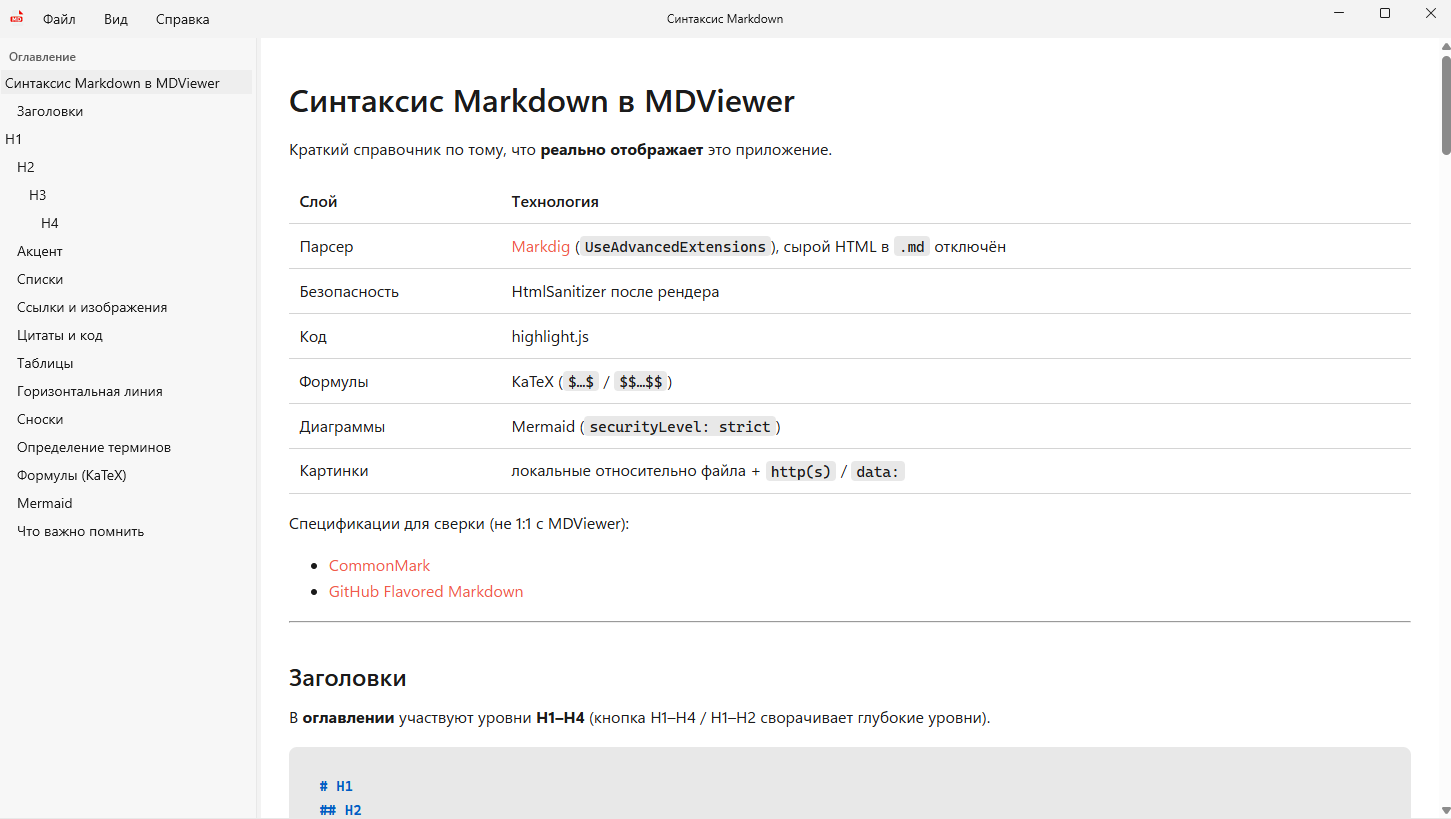 MD Файл Вид Справка Синтаксис Markdown
Оглавление
Синтаксис Markdown в MDViewer
Заголовки
H1
H2
H3
H4
Акцент
Списки
Ссылки и изображения
Цитаты и код
Таблицы
Горизонтальная линия
Сноски
Определение терминов
Формулы (KaTeX)
Mermaid
Что важно помнить
Синтаксис Markdown в MDViewer
Краткий справочник по тому, что реально отображает это приложение.
Слой Технология
Парсер Markdig (UseAdvancedExtensions), сырой HTML в .md отключён
Безопасность HtmlSanitizer после рендера
Код highlight.js
Формулы KaTeX ($…$ / $$…$$)
Диаграммы Mermaid (securityLevel: strict)
Картинки локальные относительно файла + http(s) / data:
Спецификации для сверки (не 1:1 с MDViewer):
• CommonMark
• GitHub Flavored Markdown
Заголовки
В оглавлении участвуют уровни H1–H4 (кнопка H1–H4 / H1–H2 сворачивает глубокие уровни).
# H1
## H2